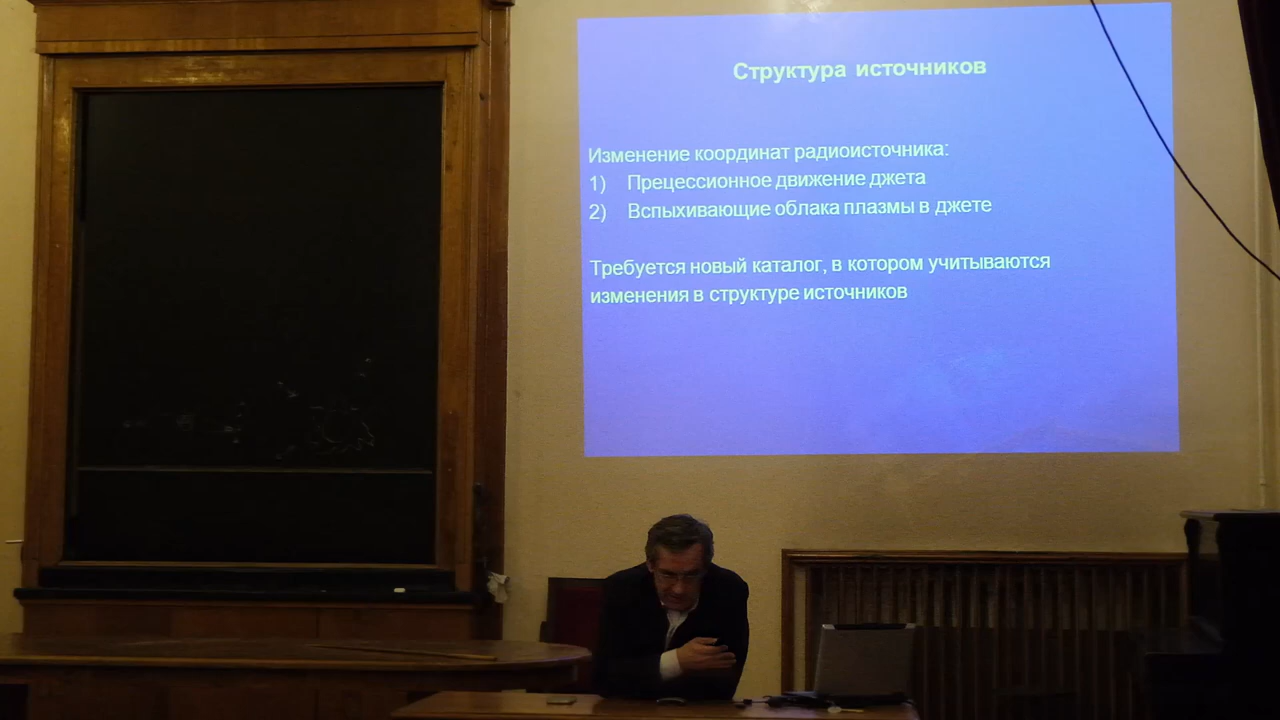 Структура источников
Изменение координат радиоисточника:
1) Прецессионное движение джета
2) Вспыхивающие облака плазмы в джете
Требуется новый каталог, в котором учитываются
изменения в структуре источников